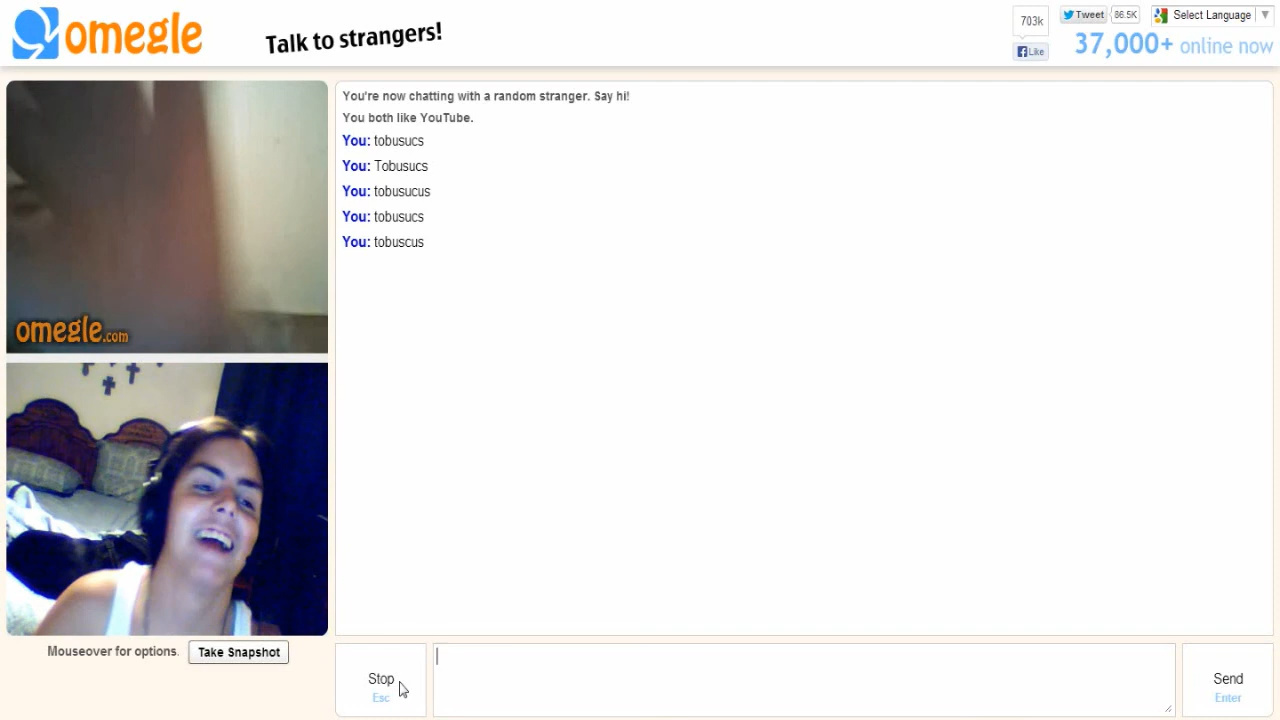 omegle
Talk to strangers!
703k
Like
Tweet
86.5K
Select Language
37,000+ online now
You're now chatting with a random stranger. Say hi!
You both like YouTube.
You: tobusucs
You: Tobusucs
You: tobusucus
You: tobusucs
You: tobuscus
omegle.com
Mouseover for options.
Take Snapshot
Stop
Esc
Send
Enter